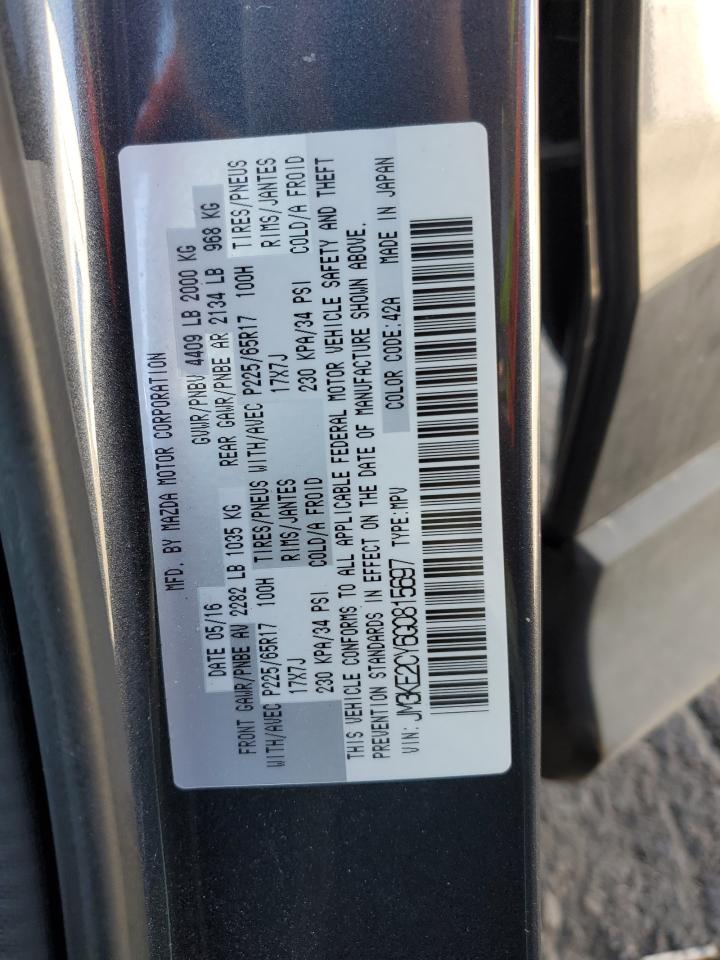 MFD. BY MAZDA MOTOR CORPORATION
DATE 05/16 GVWR/PNBV 4409 LB 2000 KG
FRONT GAWR/PNBE AV 2282 LB 1035 KG REAR GAWR/PNBE AR 2134 LB 968 KG
WITH/AVEC P225/65R17 100H TIRES/PNEUS WITH/AVEC P225/65R17 100H TIRES/PNEUS
17X7J RIMS/JANTES 17X7J RIMS/JANTES
230 KPA/34 PSI COLD/A FROID 230 KPA/34 PSI COLD/A FROID
THIS VEHICLE CONFORMS TO ALL APPLICABLE FEDERAL MOTOR VEHICLE SAFETY AND THEFT
PREVENTION STANDARDS IN EFFECT ON THE DATE OF MANUFACTURE SHOWN ABOVE.
VIN: JM3KE2CY6G0815697 TYPE:MPV COLOR CODE:42A MADE IN JAPAN